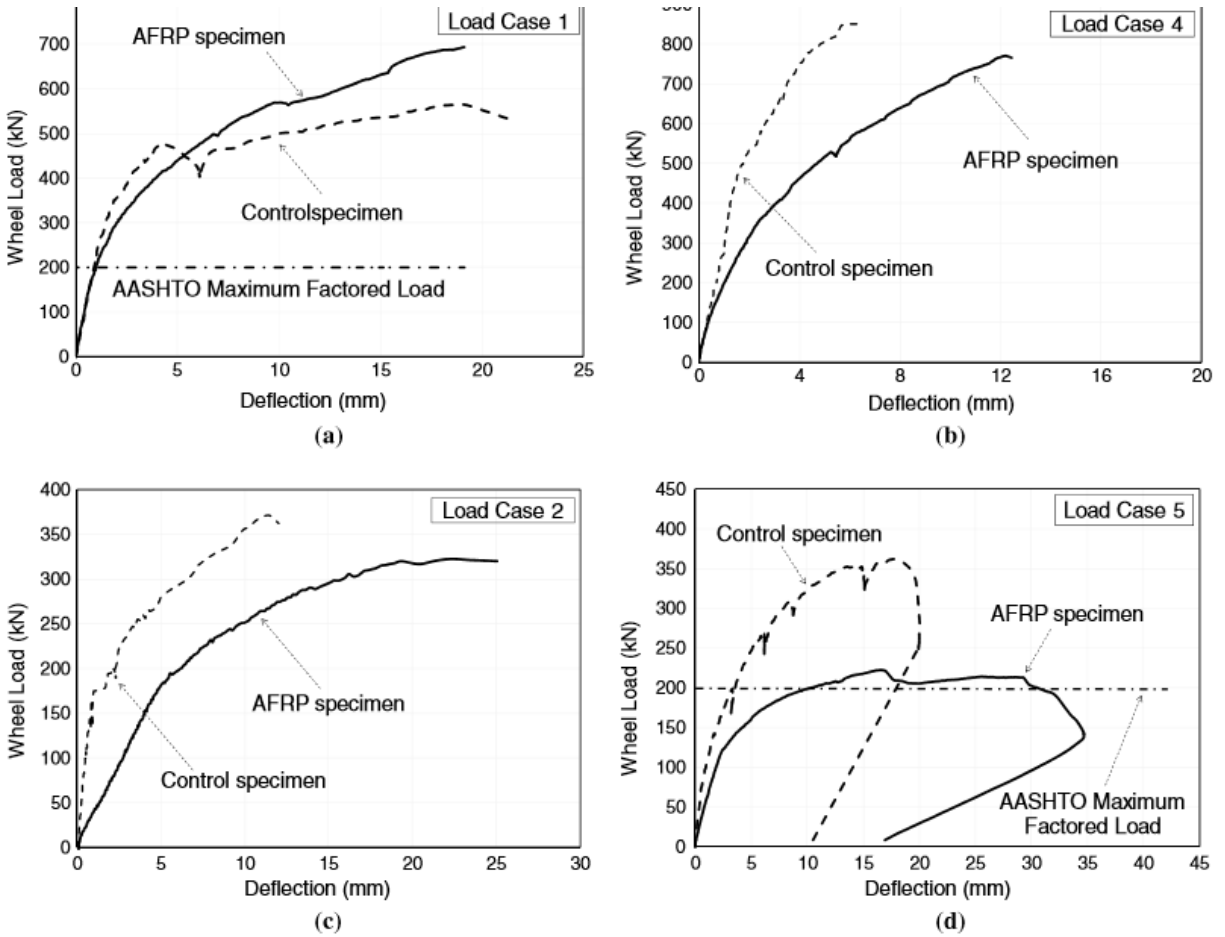 Load Case 1
AFRP specimen
700
600
500
400
300
200
100
0
Controlspecimen
AASHTO Maximum Factored Load
Wheel Load (kN)
0
5
10
15
20
25
Deflection (mm)
(a)
Load Case 4
800
700
600
500
400
300
200
100
0
AFRP specimen
Control specimen
Wheel Load (kN)
0
4
8
12
16
20
Deflection (mm)
(b)
Load Case 2
400
350
300
250
200
150
100
50
0
AFRP specimen
Control specimen
Wheel Load (kN)
0
5
10
15
20
25
30
Deflection (mm)
(c)
Load Case 5
450
400
350
300
250
200
150
100
50
0
Control specimen
AFRP specimen
AASHTO Maximum
Factored Load
Wheel Load (kN)
0
5
10
15
20
25
30
35
40
45
Deflection (mm)
(d)